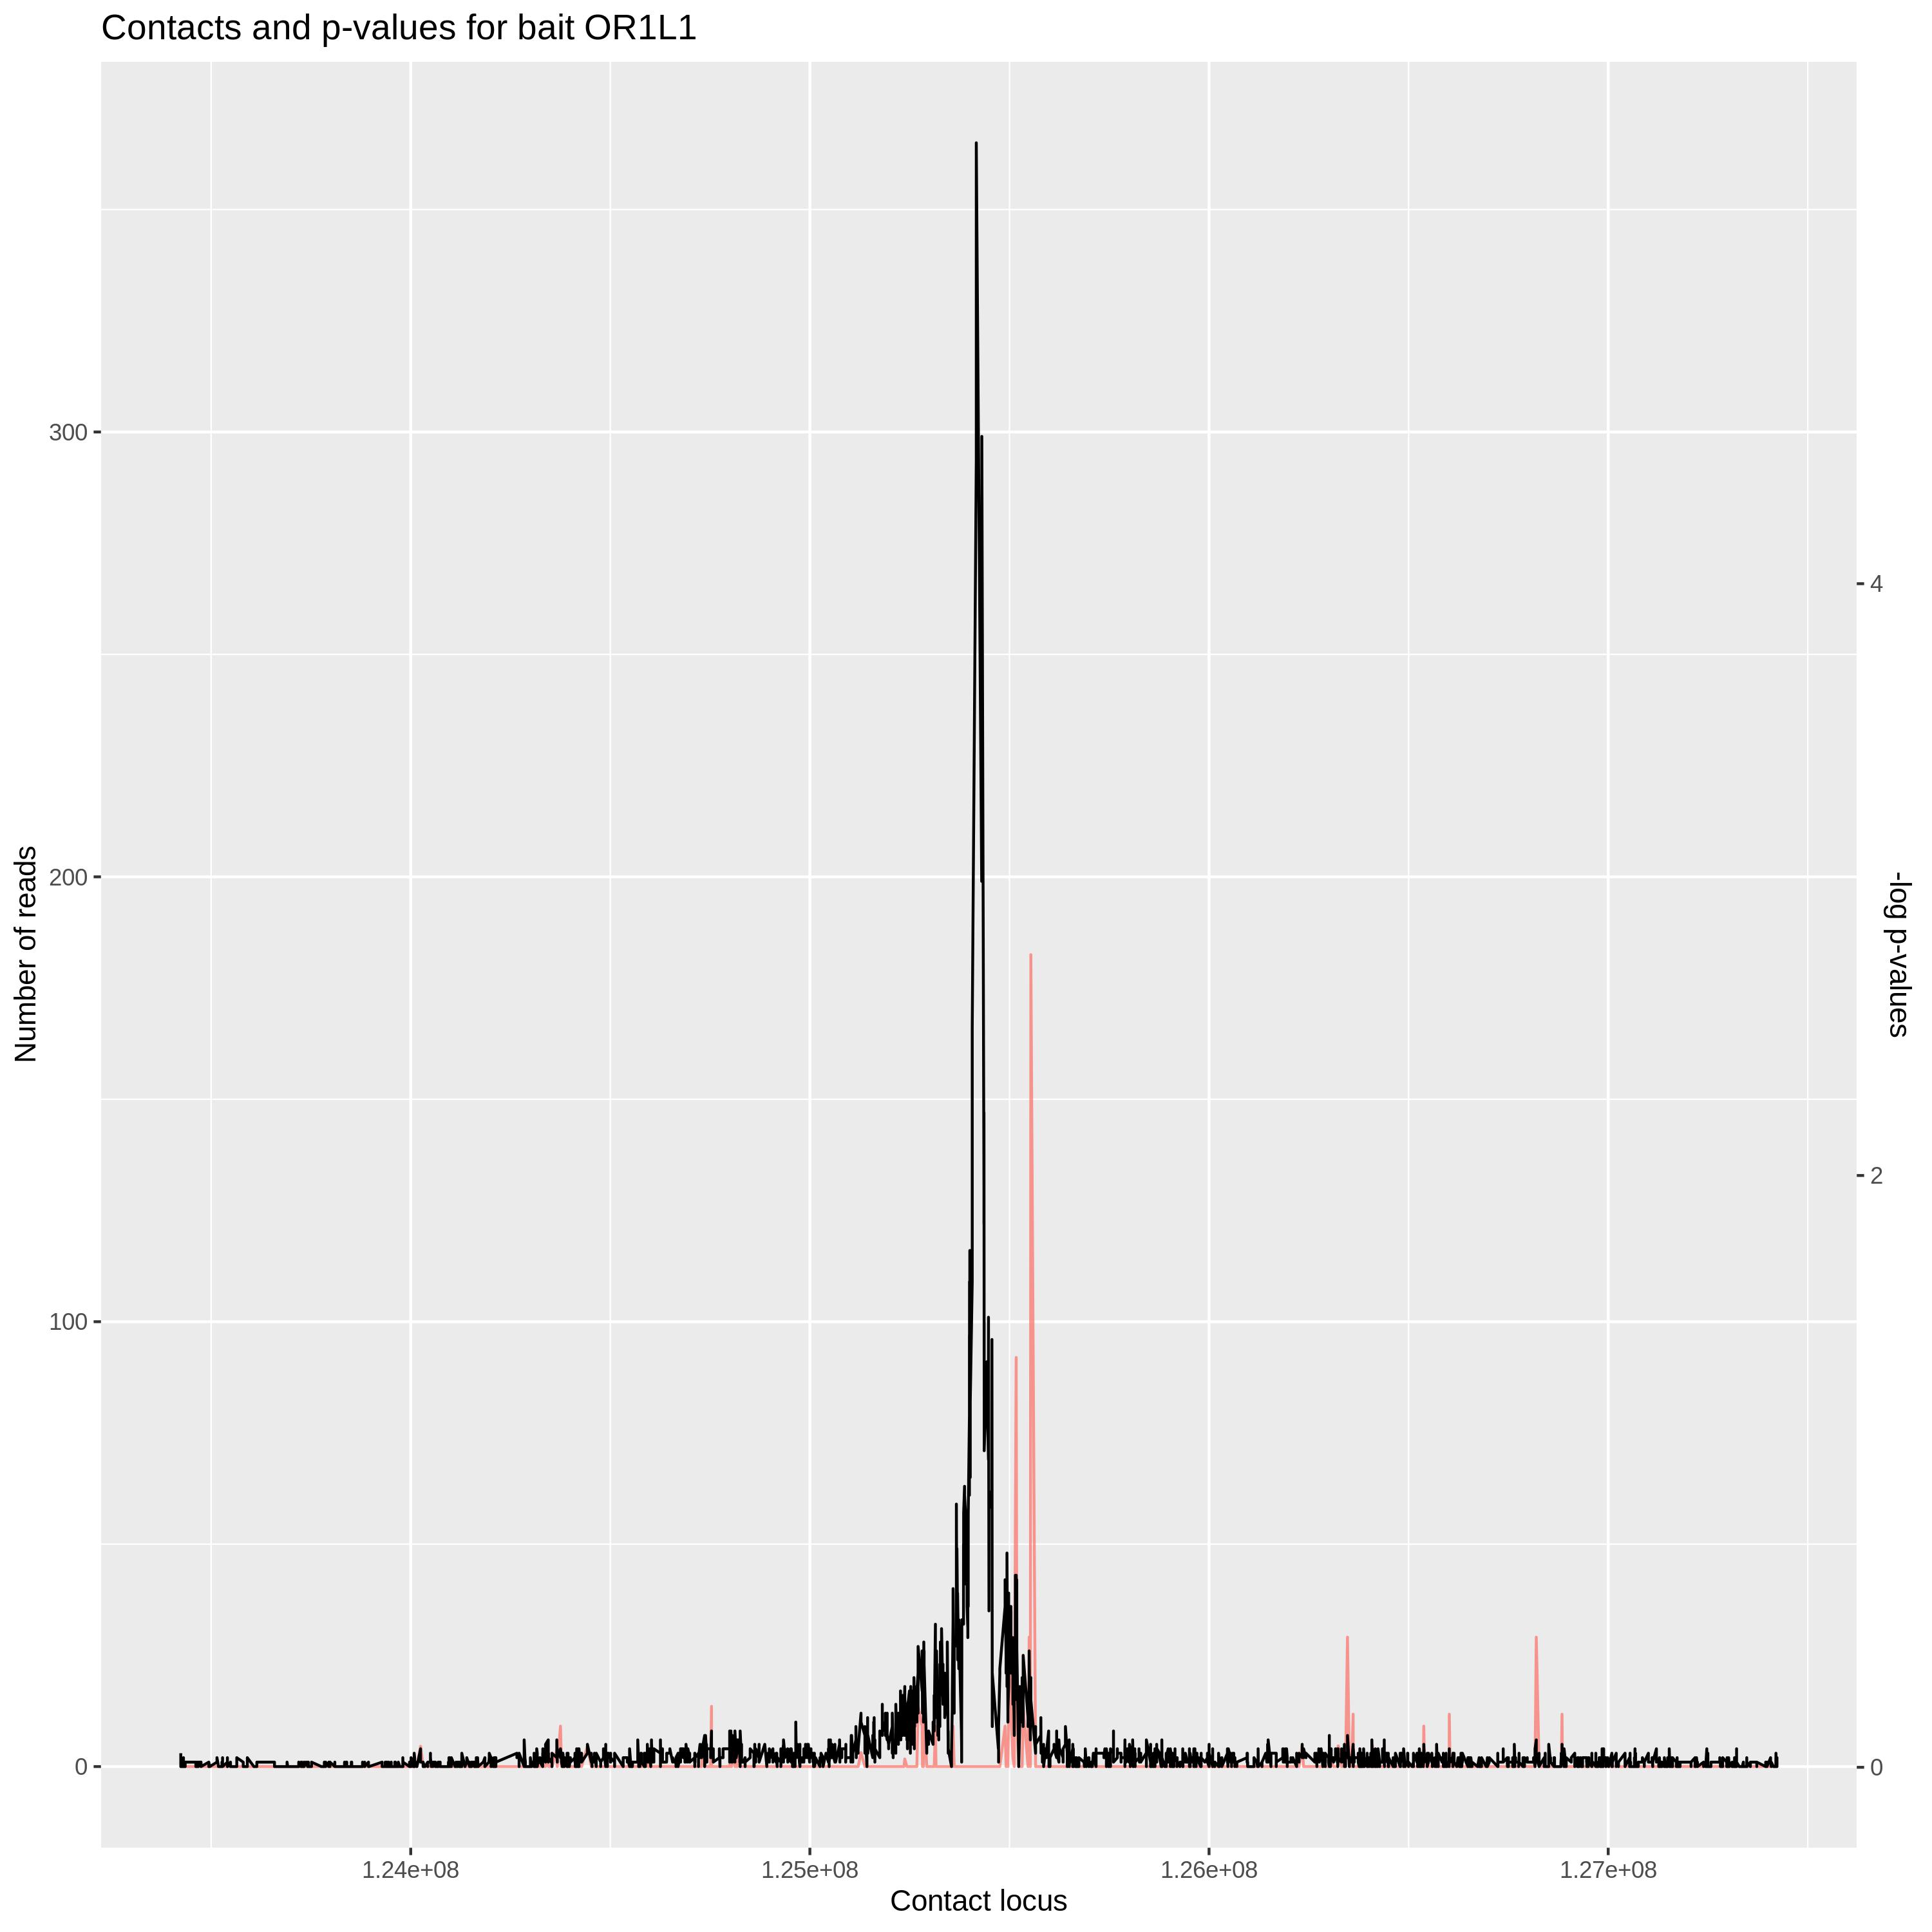 Contacts and p-values for bait OR1L1
Number of reads
300
200
100
0
4
2
0
-log p-values
1.24e+08
1.25e+08
1.26e+08
1.27e+08
Contact locus